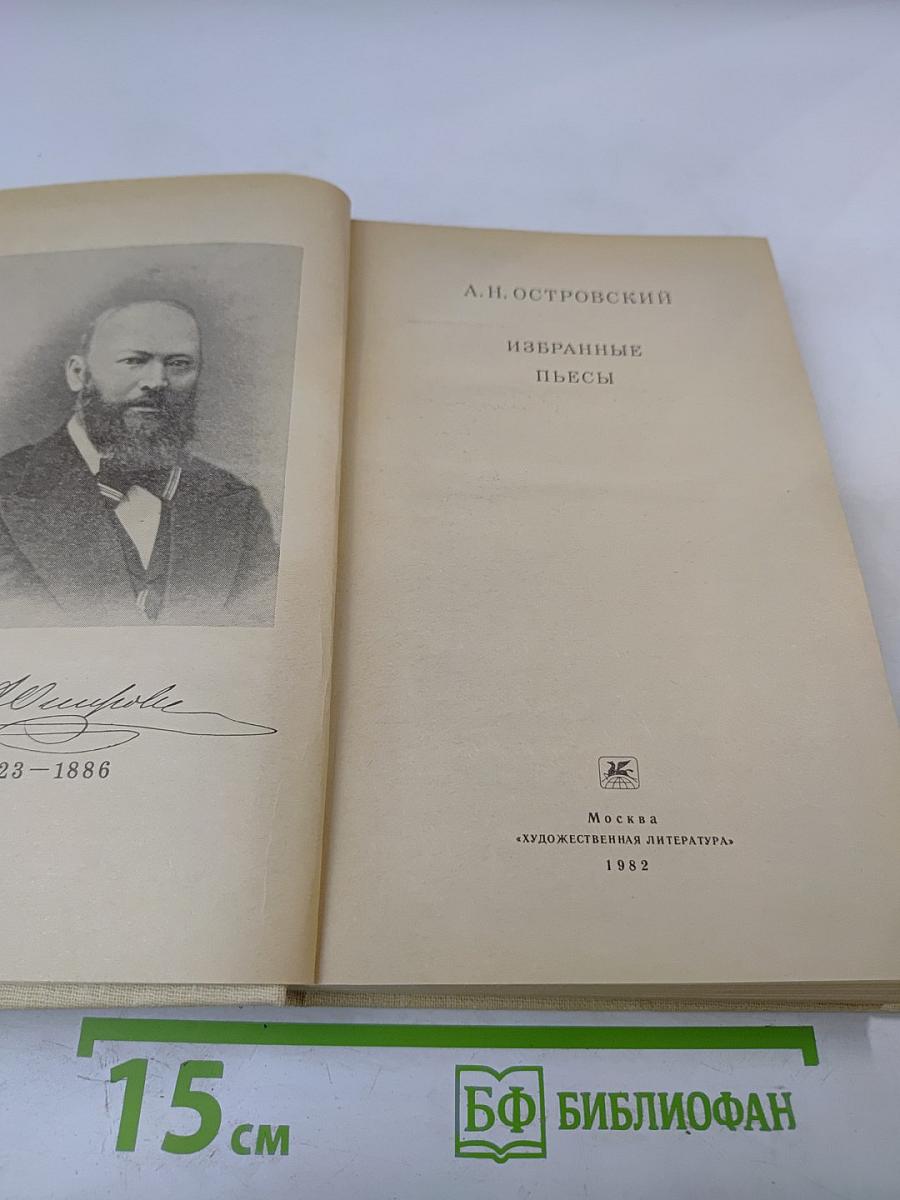 А. Н. ОСТРОВСКИЙ
ИЗБРАННЫЕ
ПЬЕСЫ
23—1886
Москва
«ХУДОЖЕСТВЕННАЯ ЛИТЕРАТУРА»
1982
15 см
БФ БИБЛИОФАН